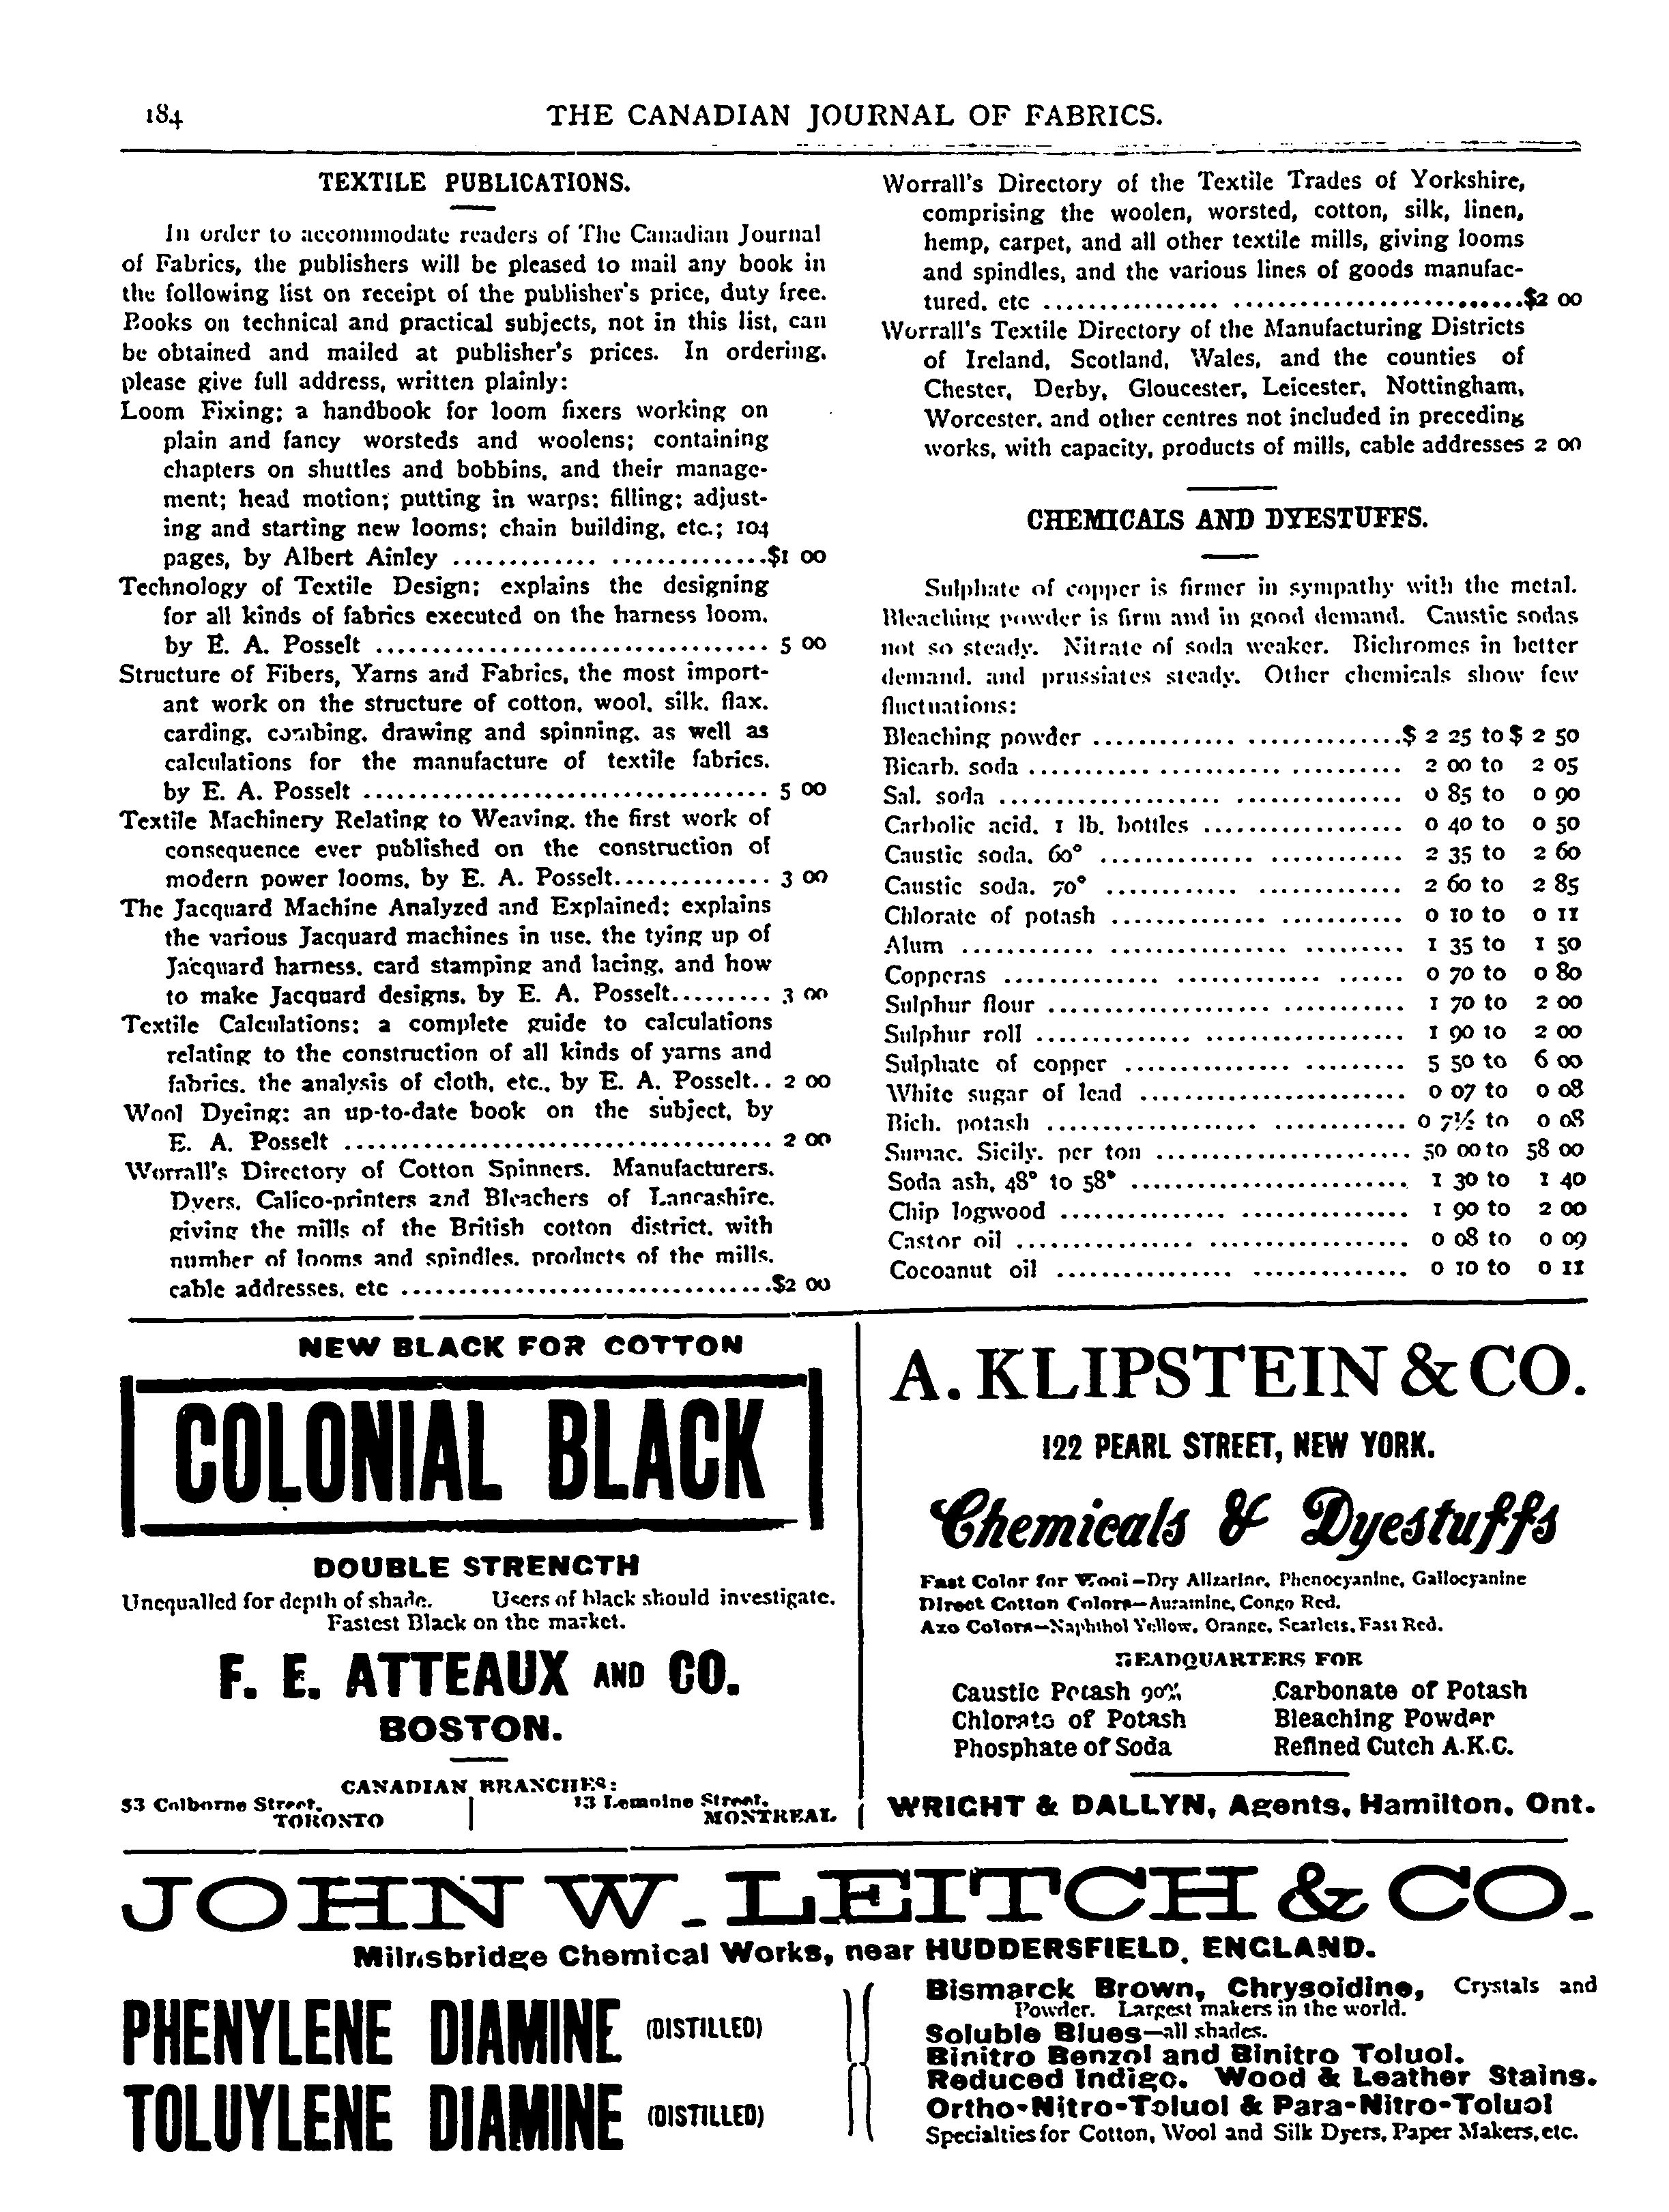 184
THE CANADIAN JOURNAL OF FABRICS.
TEXTILE PUBLICATIONS.
In order to accommodate readers of The Canadian Journal
of Fabrics, the publishers will be pleased to mail any book in
the following list on receipt of the publisher's price, duty free.
Books on technical and practical subjects, not in this list, can
be obtained and mailed at publisher's prices. In ordering,
please give full address, written plainly:
Loom Fixing; a handbook for loom fixers working on
plain and fancy worsteds and woolens; containing
chapters on shuttles and bobbins, and their manage-
ment; head motion; putting in warps; filling; adjust-
ing and starting new looms; chain building, etc.; 104
pages, by Albert Ainley .............. ..............$1 00
Technology of Textile Design; explains the designing
for all kinds of fabrics executed on the harness loom,
by E. A. Posselt .................................. 5 00
Structure of Fibers, Yarns and Fabrics, the most import-
ant work on the structure of cotton, wool, silk, flax,
carding, combing, drawing and spinning, as well as
calculations for the manufacture of textile fabrics,
by E. A. Posselt .................................. 5 00
Textile Machinery Relating to Weaving, the first work of
consequence ever published on the construction of
modern power looms, by E. A. Posselt.............. 3 00
The Jacquard Machine Analyzed and Explained; explains
the various Jacquard machines in use, the tying up of
Jacquard harness, card stamping and lacing, and how
to make Jacquard designs, by E. A. Posselt......... 3 00
Textile Calculations; a complete guide to calculations
relating to the construction of all kinds of yarns and
fabrics, the analysis of cloth, etc., by E. A. Posselt.. 2 00
Wool Dyeing; an up-to-date book on the subject, by
E. A. Posselt .................................... 2 00
Worrall's Directory of Cotton Spinners, Manufacturers,
Dyers, Calico-printers and Bleachers of Lancashire,
giving the mills of the British cotton district, with
number of looms and spindles, products of the mills,
cable addresses, etc ................................$2 00
Worrall's Directory of the Textile Trades of Yorkshire,
comprising the woolen, worsted, cotton, silk, linen,
hemp, carpet, and all other textile mills, giving looms
and spindles, and the various lines of goods manufac-
tured, etc ................ ...........................$2 00
Worrall's Textile Directory of the Manufacturing Districts
of Ireland, Scotland, Wales, and the counties of
Chester, Derby, Gloucester, Leicester, Nottingham,
Worcester, and other centres not included in preceding
works, with capacity, products of mills, cable addresses 2 00
CHEMICALS AND DYESTUFFS.
Sulphate of copper is firmer in sympathy with the metal.
Bleaching powder is firm and in good demand. Caustic sodas
not so steady. Nitrate of soda weaker. Bichromes in better
demand, and prussiates steady. Other chemicals show few
fluctuations:
Bleaching powder ............. ..............$ 2 25 to $ 2 50
Bicarb. soda ........... ........... .......... 2 00 to 2 05
Sal. soda .................... ............... 0 85 to 0 90
Carbolic acid, 1 lb. bottles .................. 0 40 to 0 50
Caustic soda, 60° .............. ............ 2 35 to 2 60
Caustic soda, 70° ............ ............. 2 60 to 2 85
Chlorate of potash .............. ........... 0 10 to 0 11
Alum ............ ................ ......... 1 35 to 1 50
Copperas ............... ............. ...... 0 70 to 0 80
Sulphur flour .................... ........... 1 70 to 2 00
Sulphur roll .............. .................. 1 90 to 2 00
Sulphate of copper ............... ......... 5 50 to 6 00
White sugar of lead ........................ 0 07 to 0 08
Bich. potash ................... ............ 0 7½ to 0 08
Sumac, Sicily, per ton ....................... 50 00 to 58 00
Soda ash, 48° to 58° ......................... 1 30 to 1 40
Chip logwood ............... ............... 1 90 to 2 00
Castor oil ................ .................. 0 08 to 0 09
Cocoanut oil ................ .............. 0 10 to 0 11
NEW BLACK FOR COTTON
COLONIAL BLACK
DOUBLE STRENGTH
Unequalled for depth of shade. Users of black should investigate.
Fastest Black on the market.
F. E. ATTEAUX AND CO.
BOSTON.
CANADIAN BRANCHES:
53 Colborne Street, TORONTO
13 Lemoine Street, MONTREAL.
A. KLIPSTEIN & CO.
122 PEARL STREET, NEW YORK.
Chemicals & Dyestuffs
Fast Color for Wool—Dry Alizarine, Phenocyanine, Gallocyanine
Direct Cotton Colors—Auramine, Congo Red.
Azo Colors—Naphthol Yellow, Orange, Scarlets, Fast Red.
HEADQUARTERS FOR
Caustic Potash 90% Carbonate of Potash
Chlorate of Potash Bleaching Powder
Phosphate of Soda Refined Cutch A.K.C.
WRIGHT & DALLYN, Agents, Hamilton, Ont.
JOHN W. LEITCH & CO.
Milnsbridge Chemical Works, near HUDDERSFIELD, ENGLAND.
PHENYLENE DIAMINE (DISTILLED)
TOLUYLENE DIAMINE (DISTILLED)
Bismarck Brown, Chrysoidine, Crystals and
Powder. Largest makers in the world.
Soluble Blues—all shades.
Binitro Benzol and Binitro Toluol.
Reduced Indigo. Wood & Leather Stains.
Ortho-Nitro-Toluol & Para-Nitro-Toluol
Specialties for Cotton, Wool and Silk Dyers, Paper Makers, etc.